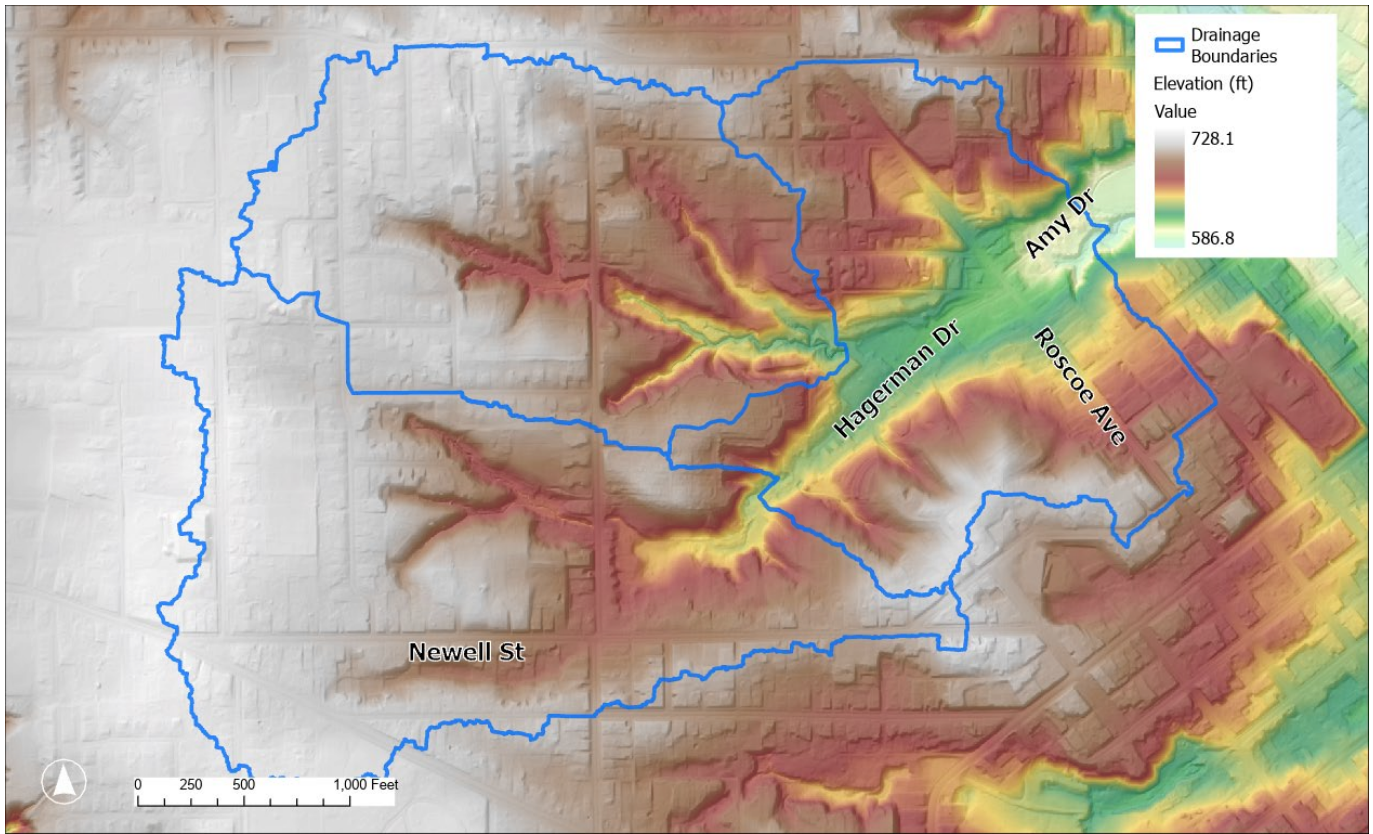 Drainage
Boundaries
Elevation (ft)
Value
728.1
586.8
Amy Dr
Hagerman Dr
Roscoe Ave
Newell St
0 250 500 1,000 Feet